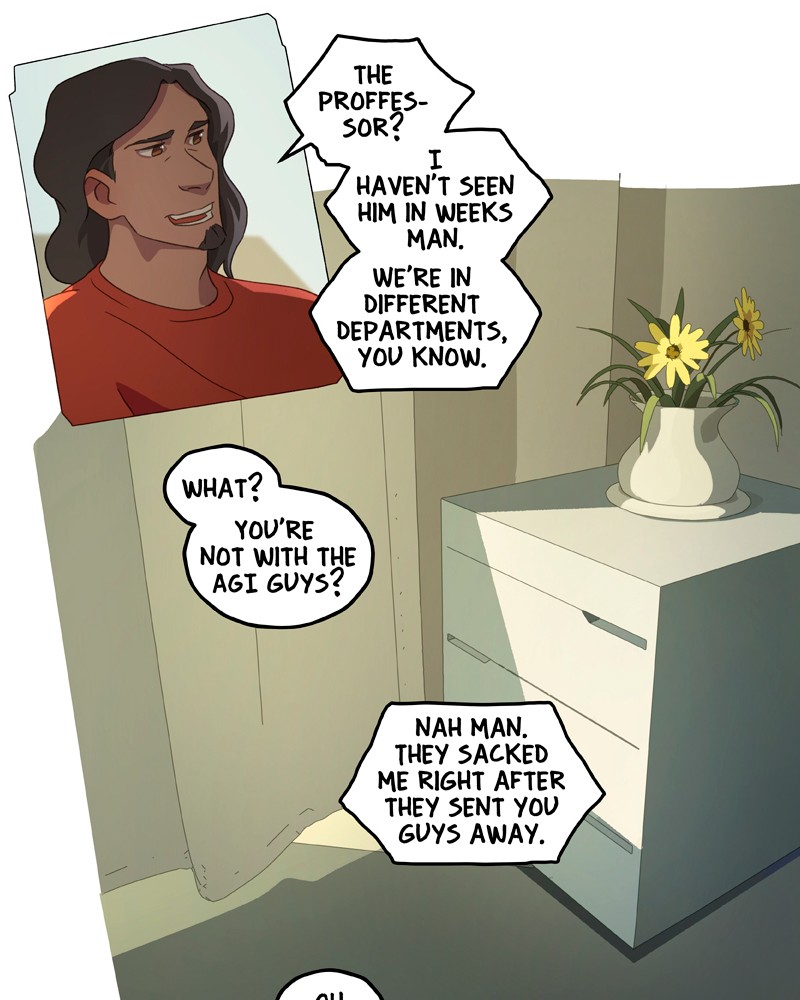 THE
PROFFES-
SOR?
I
HAVEN'T SEEN
HIM IN WEEKS
MAN.
WE'RE IN
DIFFERENT
DEPARTMENTS,
YOU KNOW.
WHAT?
YOU'RE
NOT WITH THE
AGI GUYS?
NAH MAN.
THEY SACKED
ME RIGHT AFTER
THEY SENT YOU
GUYS AWAY.